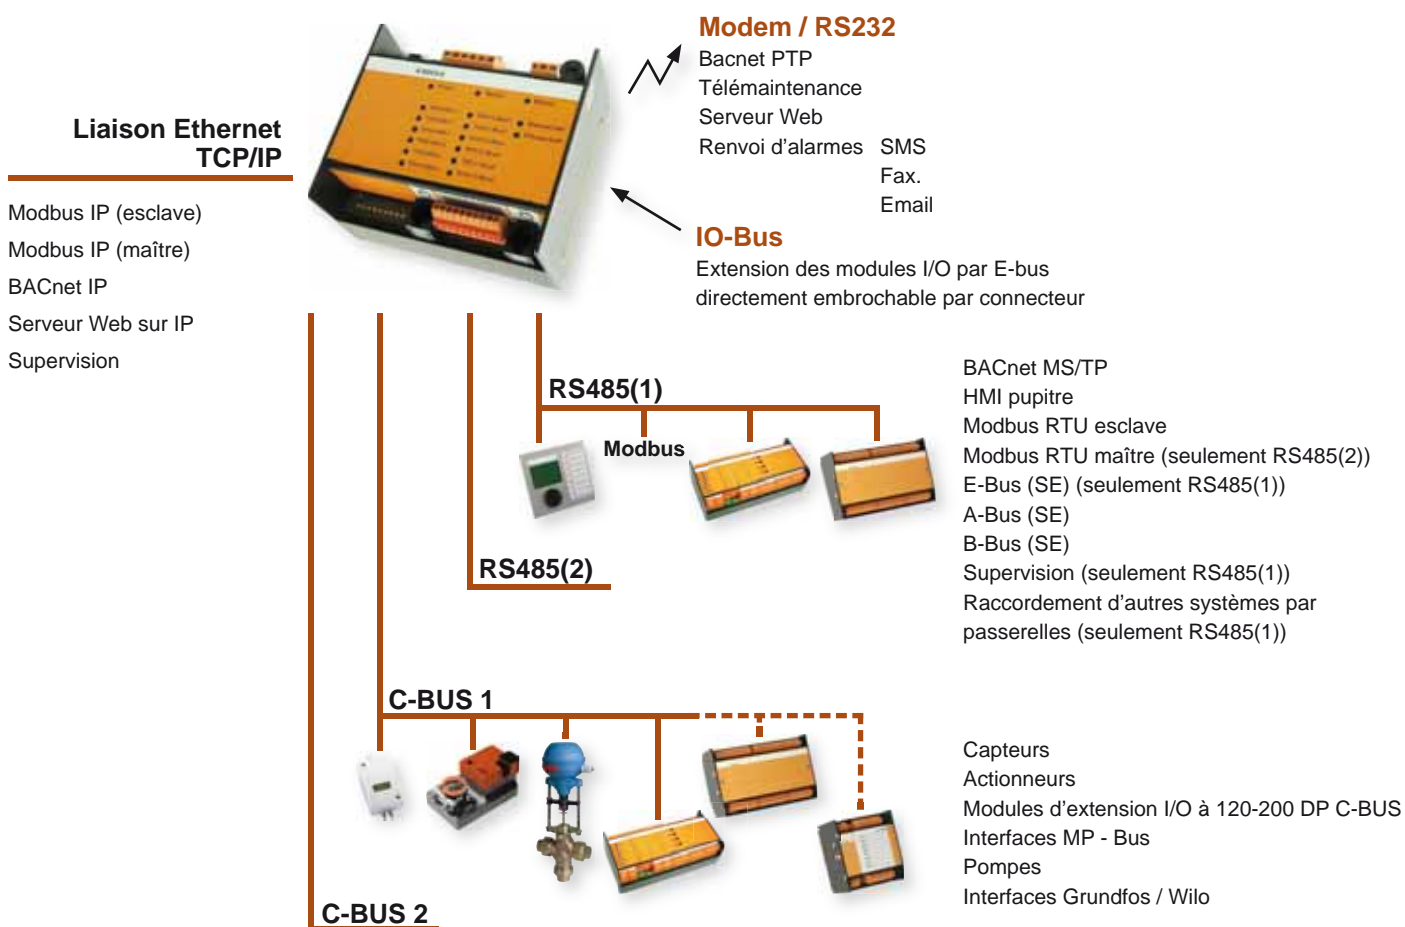 Modem / RS232
Bacnet PTP
Télémaintenance
Serveur Web
Renvoi d'alarmes SMS
Fax.
Email
Liaison Ethernet
TCP/IP
Modbus IP (esclave)
Modbus IP (maître)
BACnet IP
Serveur Web sur IP
Supervision
IO-Bus
Extension des modules I/O par E-bus
directement embrochable par connecteur
RS485(1)
Modbus
BACnet MS/TP
HMI pupitre
Modbus RTU esclave
Modbus RTU maître (seulement RS485(2))
E-Bus (SE) (seulement RS485(1))
A-Bus (SE)
B-Bus (SE)
Supervision (seulement RS485(1))
Raccordement d'autres systèmes par
passerelles (seulement RS485(1))
RS485(2)
C-BUS 1
Capteurs
Actionneurs
Modules d'extension I/O à 120-200 DP C-BUS
Interfaces MP - Bus
Pompes
Interfaces Grundfos / Wilo
C-BUS 2